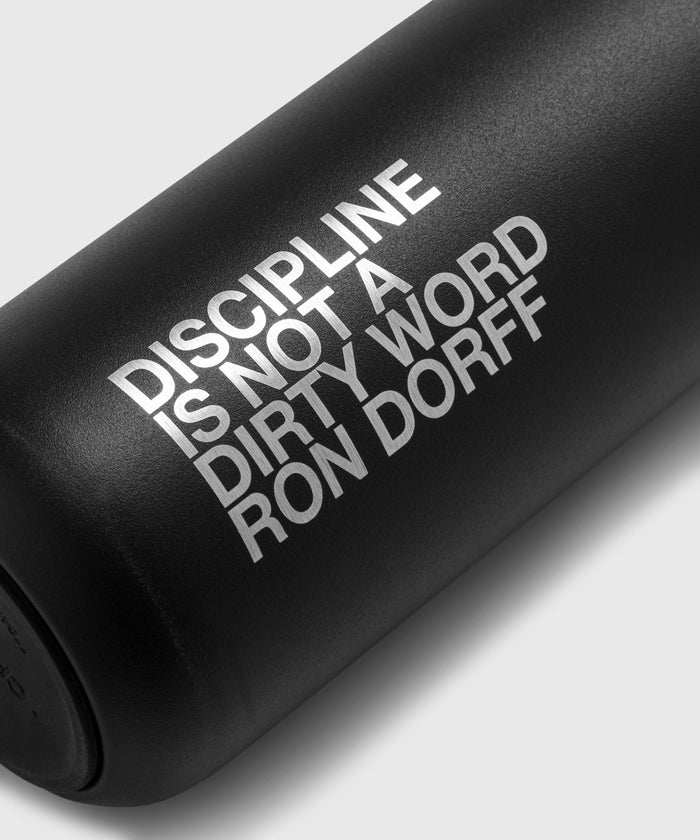 DISCIPLINE
IS NOT A
DIRTY WORD
RON DORFF